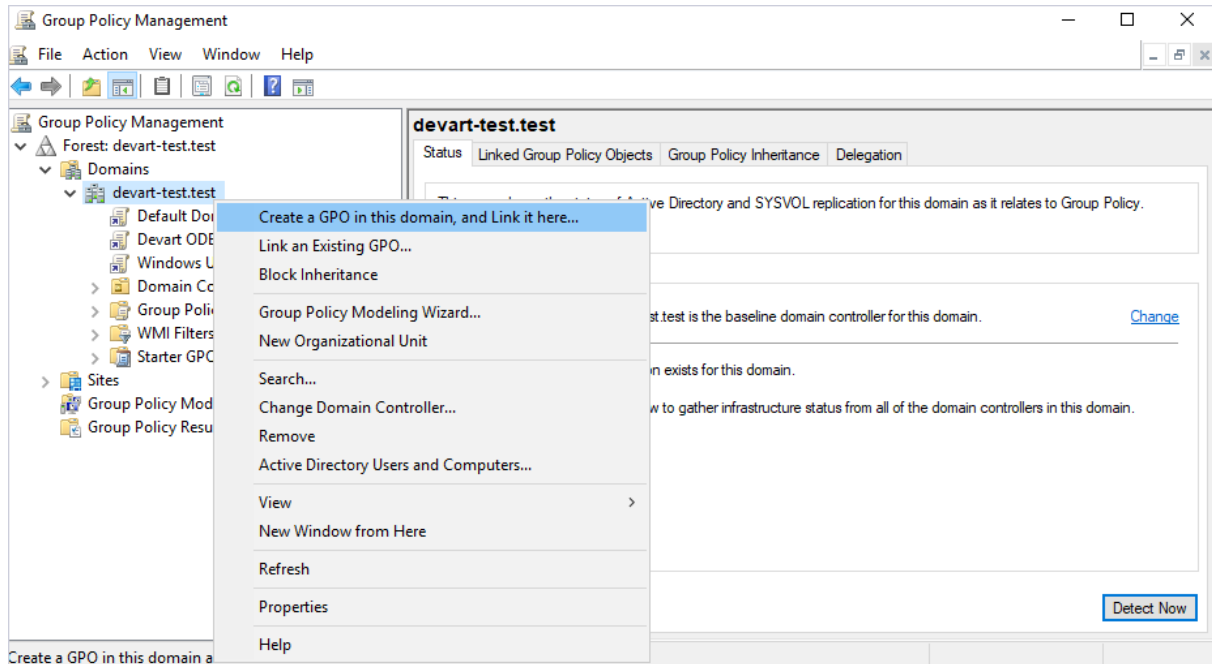 Group Policy Management
File Action View Window Help
Group Policy Management
Forest: devart-test.test
Domains
devart-test.test
Default Do
Devart ODB
Windows U
Domain Co
Group Poli
WMI Filters
Starter GPC
Sites
Group Policy Mod
Group Policy Resu
Create a GPO in this domain, and Link it here...
Link an Existing GPO...
Block Inheritance
Group Policy Modeling Wizard...
New Organizational Unit
Search...
Change Domain Controller...
Remove
Active Directory Users and Computers...
View
New Window from Here
Refresh
Properties
Help
devart-test.test
Status Linked Group Policy Objects Group Policy Inheritance Delegation
ve Directory and SYSVOL replication for this domain as it relates to Group Policy.
st.test is the baseline domain controller for this domain. Change
n exists for this domain.
w to gather infrastructure status from all of the domain controllers in this domain.
Detect Now
Create a GPO in this domain a